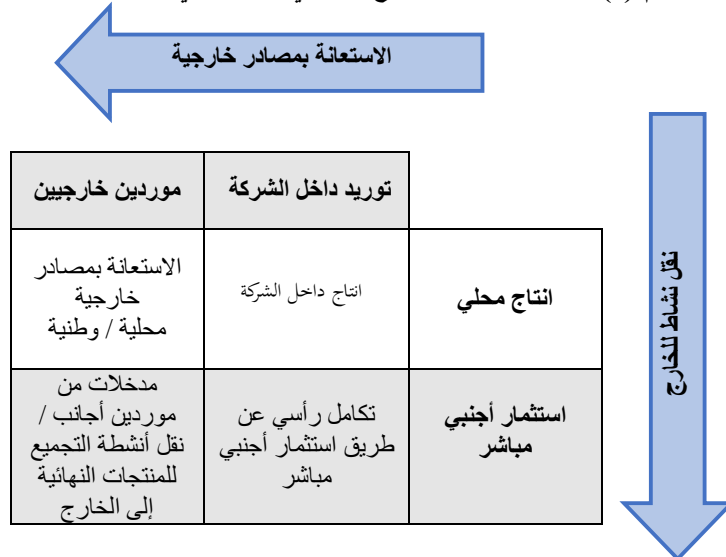 الاستعانة بمصادر خارجية
توريد داخل الشركة
موردين خارجيين
انتاج محلي
انتاج داخل الشركة
الاستعانة بمصادر
خارجية
محلية / وطنية
استثمار أجنبي
مباشر
تكامل رأسي عن
طريق استثمار أجنبي
مباشر
مدخلات من
موردين أجانب /
نقل أنشطة التجميع
للمنتجات النهائية
إلى الخارج
نقل نشاط للخارج